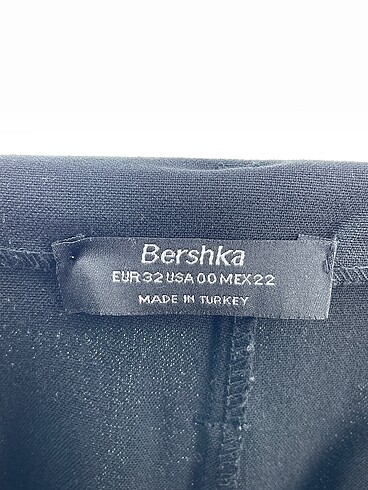 Bershka
EUR 32 USA 00 MEX 22
MADE IN TURKEY